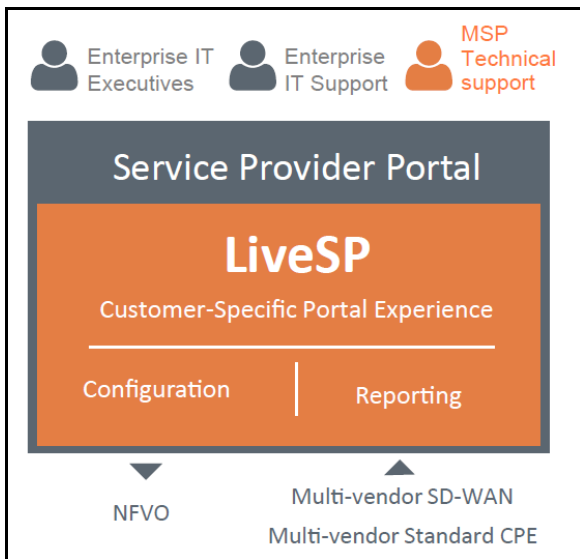 Enterprise IT
Executives
Enterprise
IT Support
MSP
Technical
support
Service Provider Portal
LiveSP
Customer-Specific Portal Experience
Configuration
Reporting
NFVO
Multi-vendor SD-WAN
Multi-vendor Standard CPE